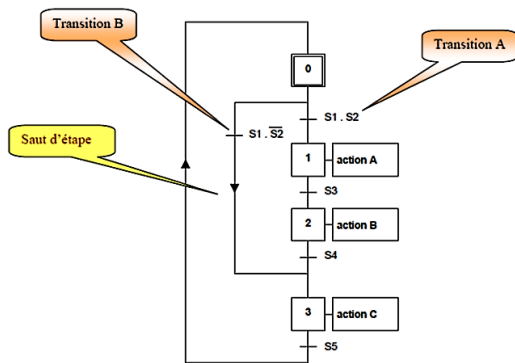 Transition B
Transition A
0
S1 . S2
S1 . S̅2̅
Saut d'étape
1
action A
S3
2
action B
S4
3
action C
S5